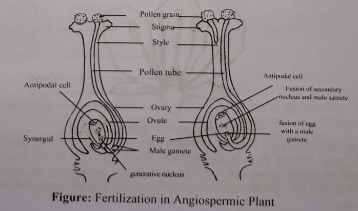 Pollen grain
Stigma
Style
Pollen tube
Antipodal cell
Antipodal cell
Fusion of secondary
nucleus and male gamete
Ovary
Ovule
Synergid
Egg
fusion of egg
with a male
gamete
Male gamete
generative nucleus
Figure: Fertilization in Angiospermic Plant